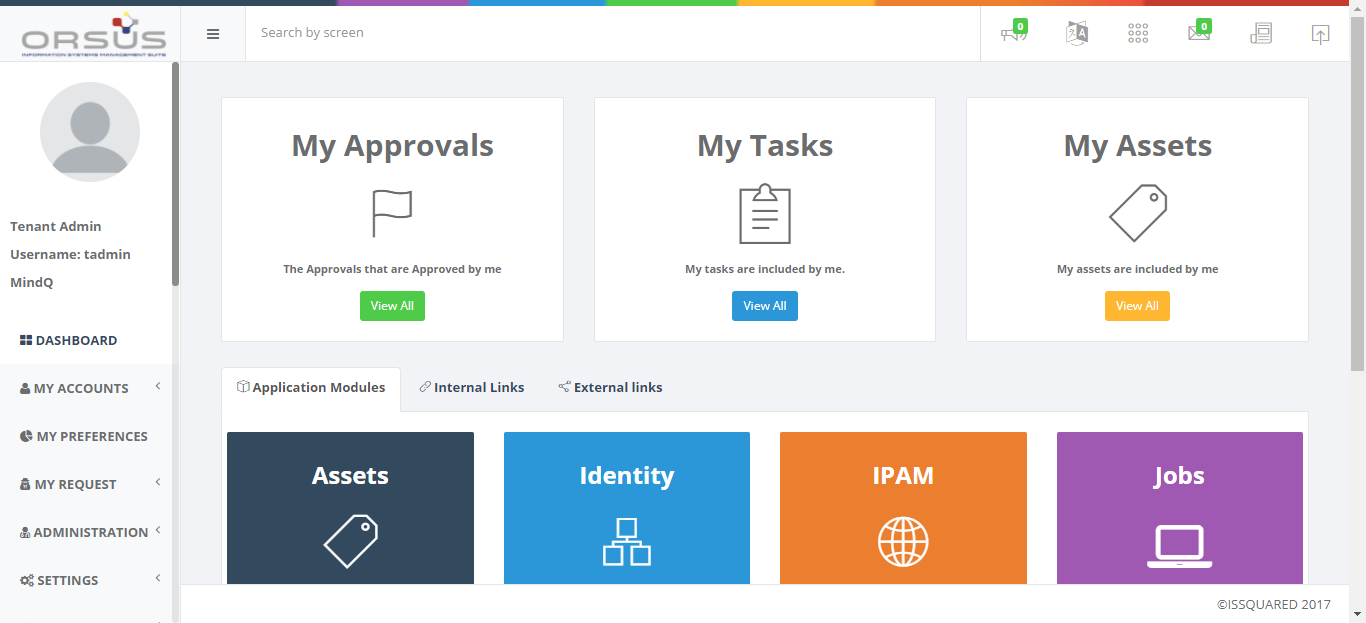 ORSUS
INFORMATION SYSTEMS MANAGEMENT SUITE
Search by screen
0
A
0
Tenant Admin
Username: tadmin
MindQ
DASHBOARD
MY ACCOUNTS
MY PREFERENCES
MY REQUEST
ADMINISTRATION
SETTINGS
My Approvals
The Approvals that are Approved by me
View All
My Tasks
My tasks are included by me.
View All
My Assets
My assets are included by me
View All
Application Modules
Internal Links
External links
Assets
Identity
IPAM
Jobs
©ISSQUARED 2017